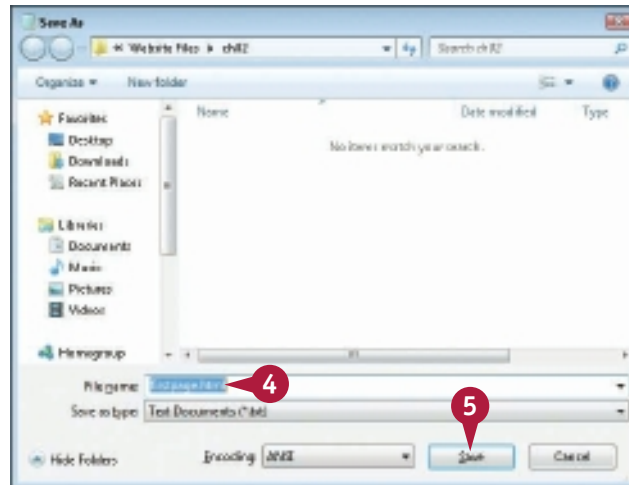 Save As
Website Files ▸ ch02
Search ch02
Organize ▾ New folder
Name Date modified Type
No items match your search.
Favorites
Desktop
Downloads
Recent Places
Libraries
Documents
Music
Pictures
Videos
Homegroup
File name: 4
Save as type: Text Documents (*.txt)
5
Hide Folders Encoding: ANSI Save Cancel